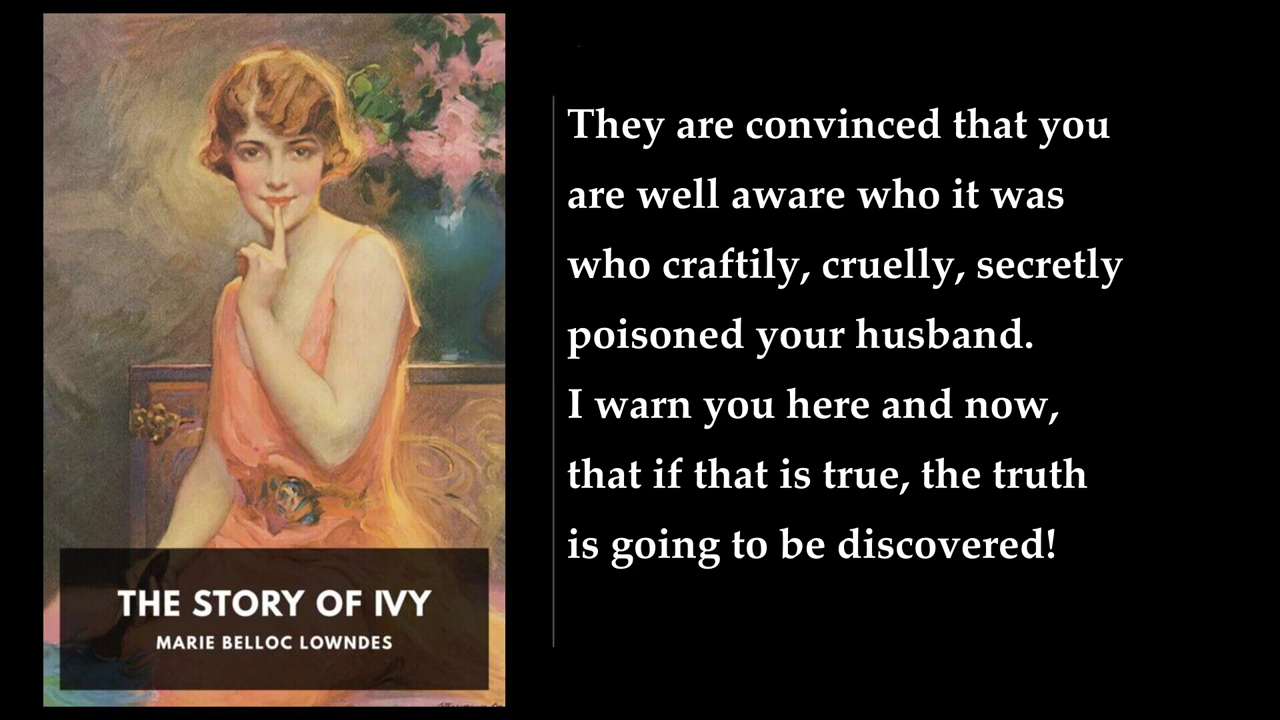 THE STORY OF IVY
MARIE BELLOC LOWNDES
They are convinced that you
are well aware who it was
who craftily, cruelly, secretly
poisoned your husband.
I warn you here and now,
that if that is true, the truth
is going to be discovered!